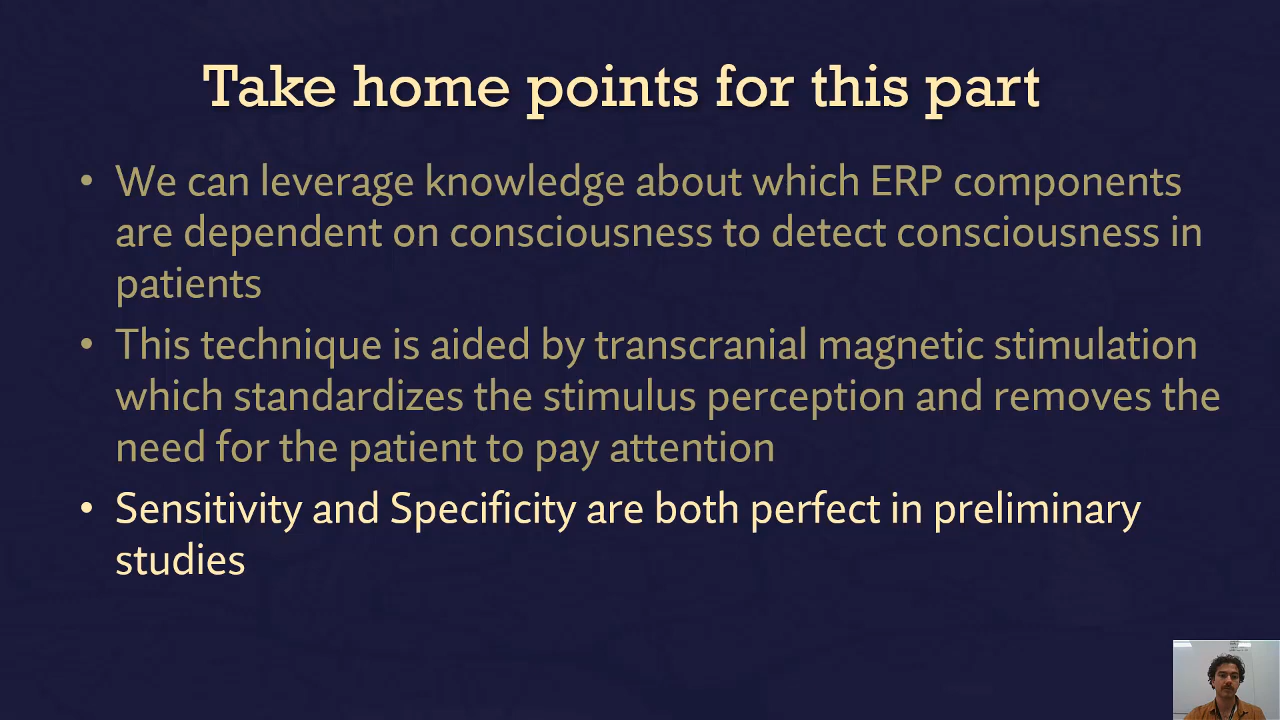 Take home points for this part
• We can leverage knowledge about which ERP components
are dependent on consciousness to detect consciousness in
patients
• This technique is aided by transcranial magnetic stimulation
which standardizes the stimulus perception and removes the
need for the patient to pay attention
• Sensitivity and Specificity are both perfect in preliminary
studies